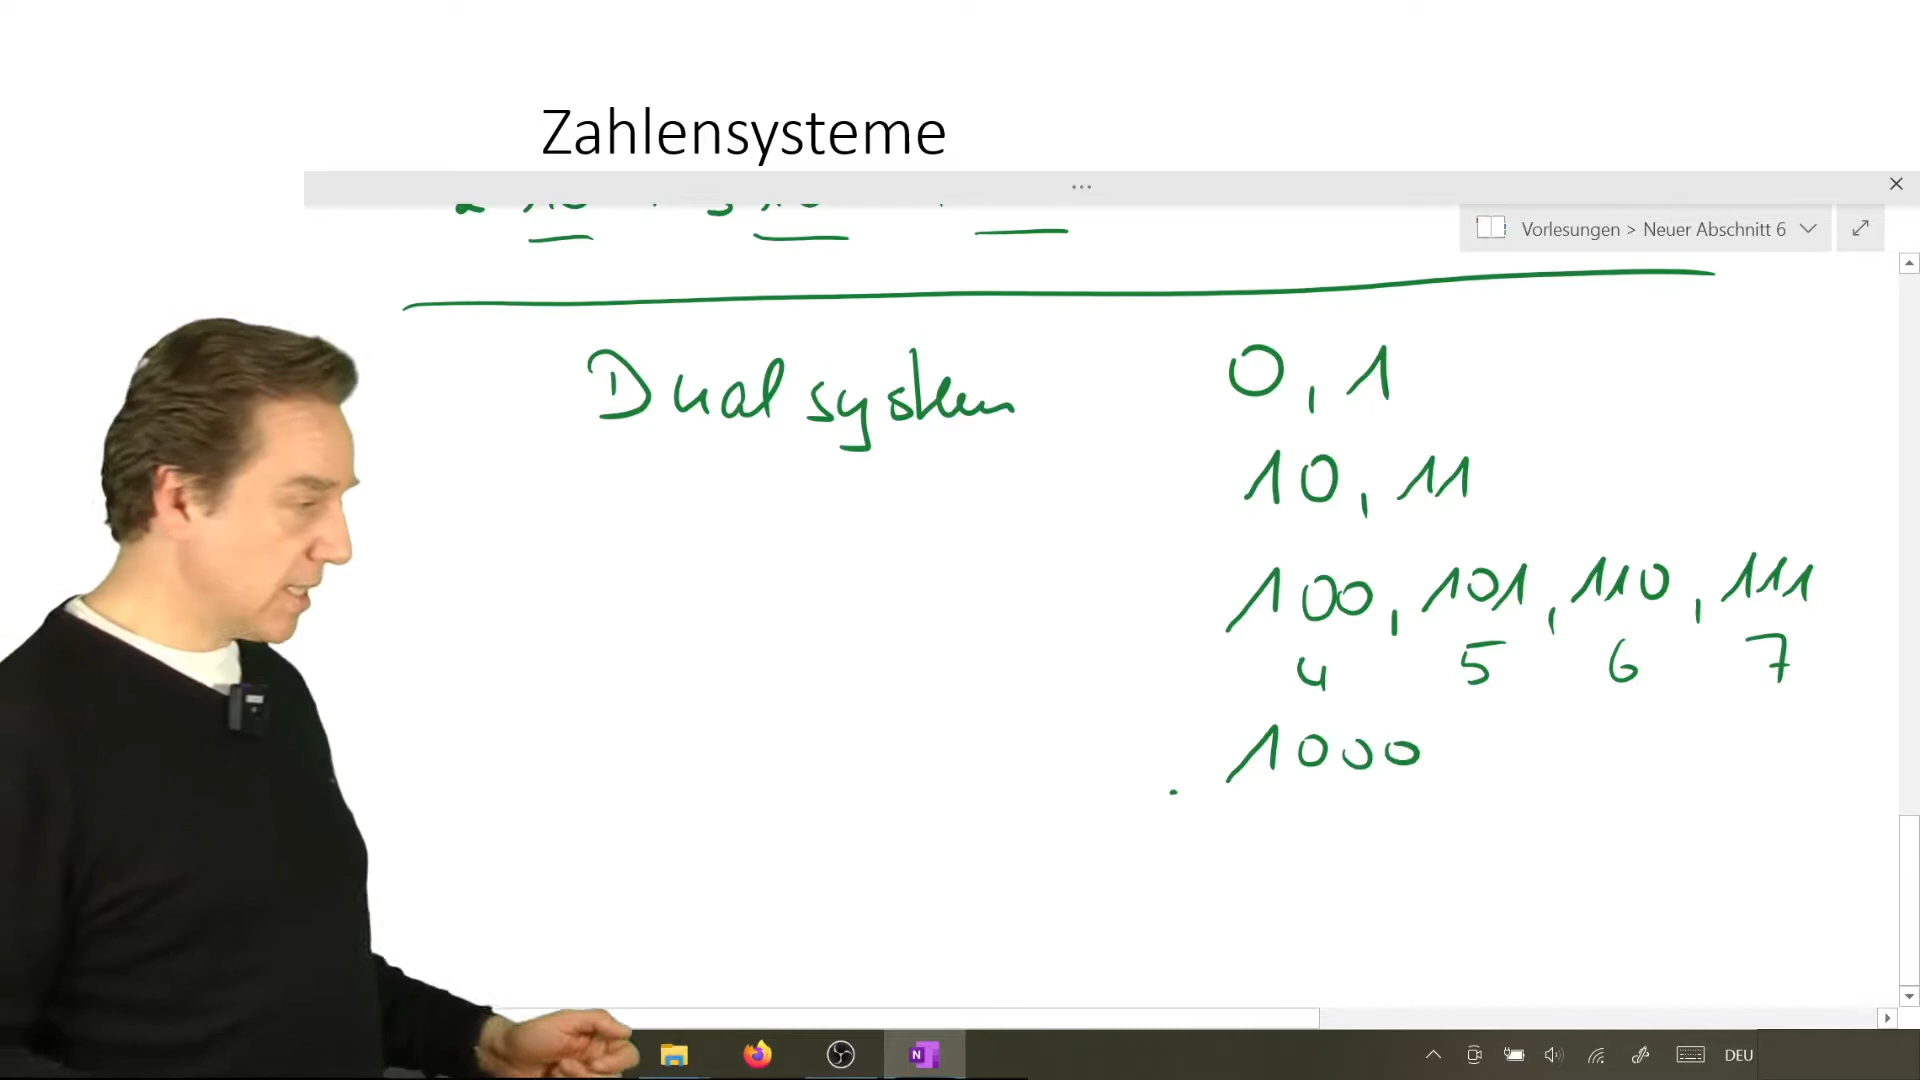 Zahlensysteme
Vorlesungen > Neuer Abschnitt 6
Dualsystem
0, 1
10, 11
100, 101, 110, 111
4 5 6 7
1000
N
DEU